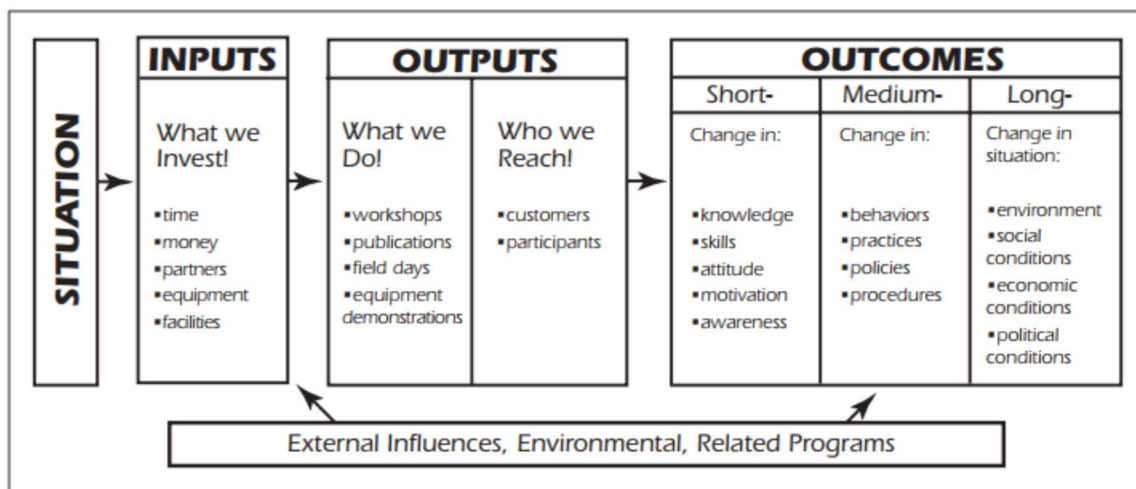 SITUATION
INPUTS
What we
Invest!
▪time
▪money
▪partners
▪equipment
▪facilities
OUTPUTS
What we
Do!
▪workshops
▪publications
▪field days
▪equipment
demonstrations
Who we
Reach!
▪customers
▪participants
OUTCOMES
Short-
Change in:
▪knowledge
▪skills
▪attitude
▪motivation
▪awareness
Medium-
Change in:
▪behaviors
▪practices
▪policies
▪procedures
Long-
Change in
situation:
▪environment
▪social
conditions
▪economic
conditions
▪political
conditions
External Influences, Environmental, Related Programs